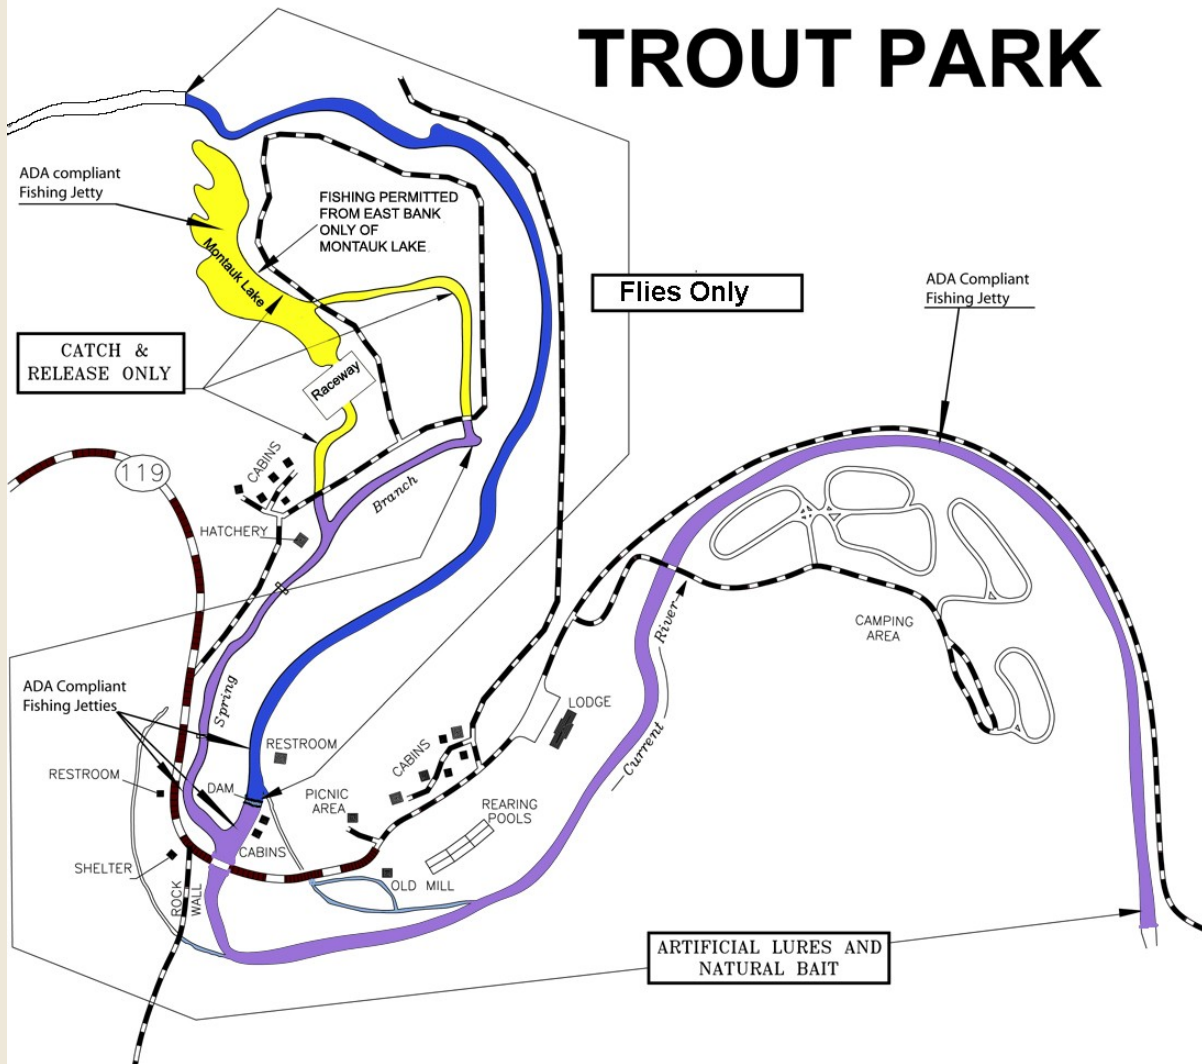 TROUT PARK
ADA compliant
Fishing Jetty
FISHING PERMITTED
FROM EAST BANK
ONLY OF
MONTAUK LAKE
Montauk Lake
Flies Only
ADA Compliant
Fishing Jetty
CATCH &
RELEASE ONLY
Raceway
119
CABINS
Branch
HATCHERY
River
CAMPING
AREA
ADA Compliant
Fishing Jetties
Spring
LODGE
RESTROOM
Current
CABINS
RESTROOM
DAM
PICNIC
AREA
REARING
POOLS
CABINS
SHELTER
OLD MILL
ROCK
WALL
ARTIFICIAL LURES AND
NATURAL BAIT